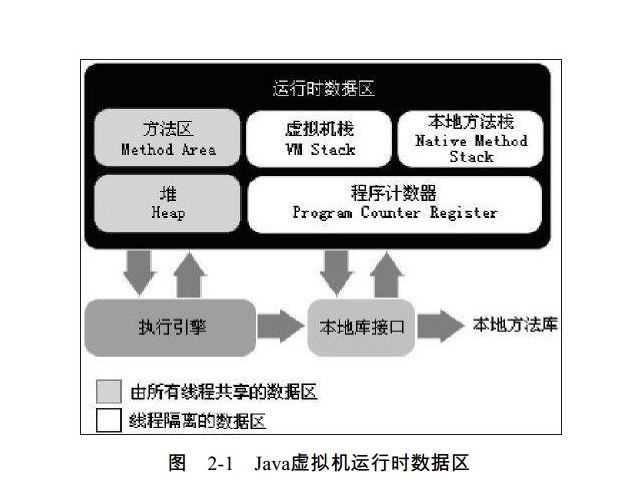 运行时数据区
方法区
Method Area
虚拟机栈
VM Stack
本地方法栈
Native Method
Stack
堆
Heap
程序计数器
Program Counter Register
执行引擎
本地库接口
本地方法库
由所有线程共享的数据区
线程隔离的数据区
图 2-1 Java虚拟机运行时数据区